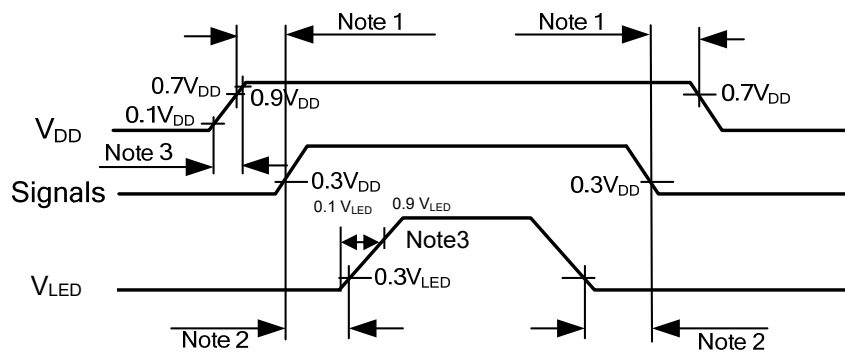 Note 1
Note 1
0.7VDD
0.9VDD
0.7VDD
0.1VDD
VDD
Note 3
Signals
0.3VDD
0.3VDD
0.1 VLED
0.9 VLED
Note3
0.3VLED
VLED
Note 2
Note 2